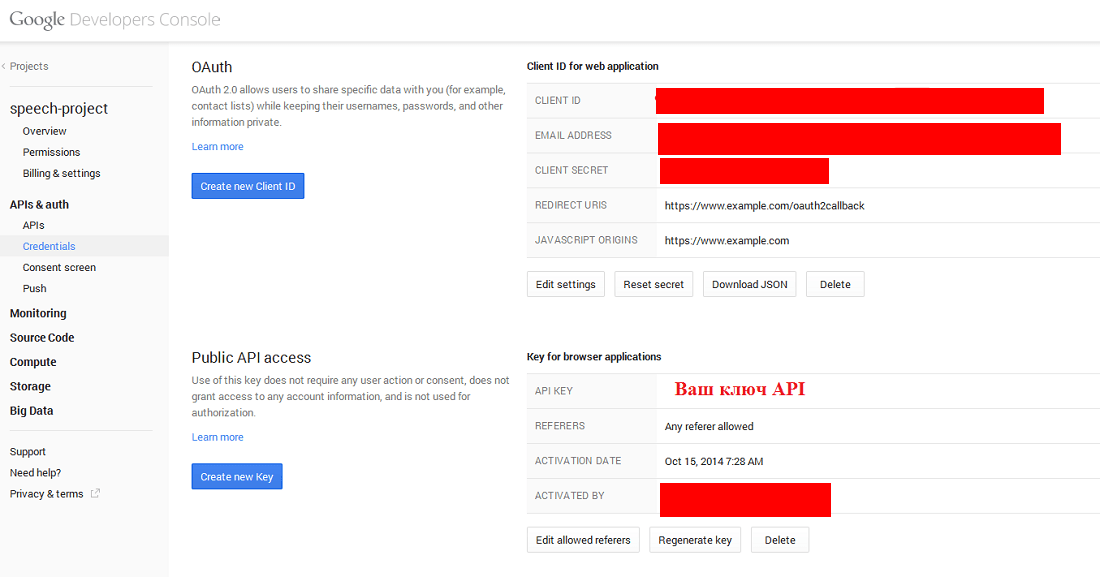 Google Developers Console
Projects
speech-project
Overview
Permissions
Billing & settings
APIs & auth
APIs
Credentials
Consent screen
Push
Monitoring
Source Code
Compute
Storage
Big Data
Support
Need help?
Privacy & terms
OAuth
OAuth 2.0 allows users to share specific data with you (for example,
contact lists) while keeping their usernames, passwords, and other
information private.
Learn more
Create new Client ID
Client ID for web application
CLIENT ID
EMAIL ADDRESS
CLIENT SECRET
REDIRECT URIS https://www.example.com/oauth2callback
JAVASCRIPT ORIGINS https://www.example.com
Edit settings Reset secret Download JSON Delete
Public API access
Use of this key does not require any user action or consent, does not
grant access to any account information, and is not used for
authorization.
Learn more
Create new Key
Key for browser applications
API KEY Ваш ключ API
REFERERS Any referer allowed
ACTIVATION DATE Oct 15, 2014 7:28 AM
ACTIVATED BY
Edit allowed referers Regenerate key Delete